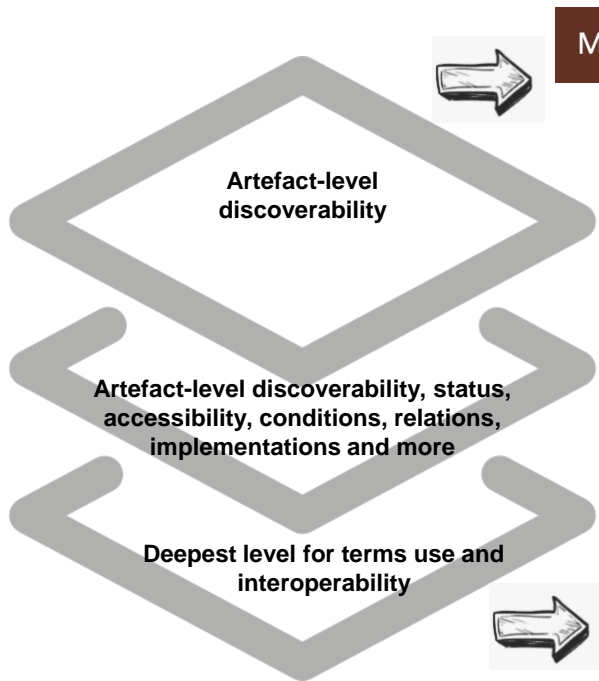 M
Artefact-level
discoverability
Artefact-level discoverability, status,
accessibility, conditions, relations,
implementations and more
Deepest level for terms use and
interoperability